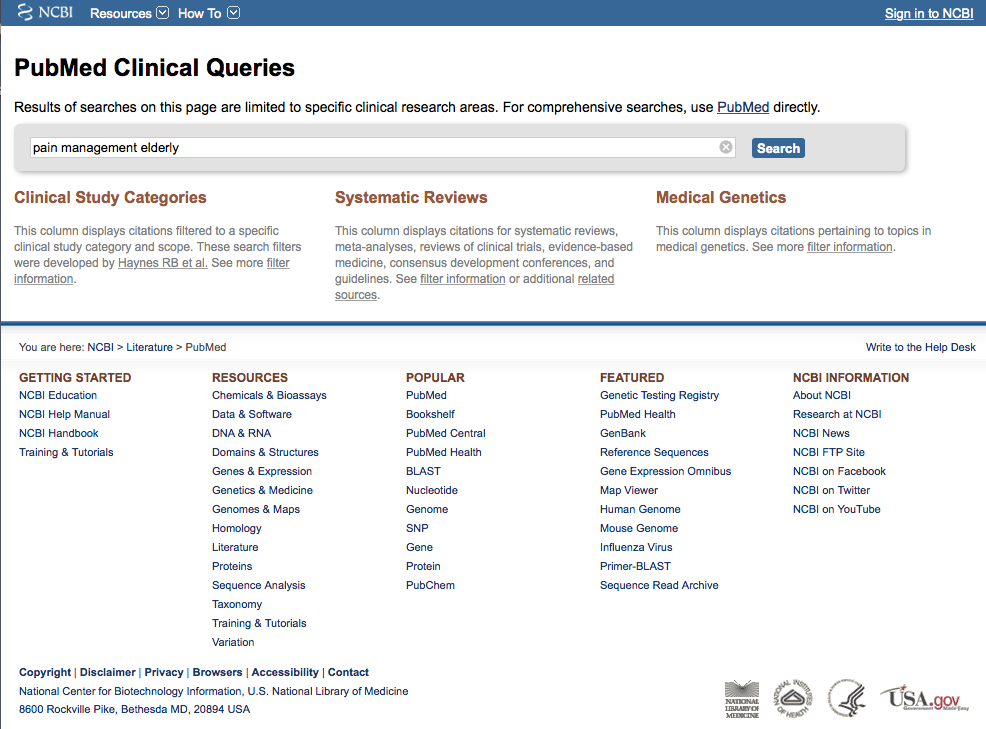 NCBI Resources How To Sign in to NCBI
PubMed Clinical Queries
Results of searches on this page are limited to specific clinical research areas. For comprehensive searches, use PubMed directly.
pain management elderly Search
Clinical Study Categories
This column displays citations filtered to a specific
clinical study category and scope. These search filters
were developed by Haynes RB et al. See more filter
information.
Systematic Reviews
This column displays citations for systematic reviews,
meta-analyses, reviews of clinical trials, evidence-based
medicine, consensus development conferences, and
guidelines. See filter information or additional related
sources.
Medical Genetics
This column displays citations pertaining to topics in
medical genetics. See more filter information.
You are here: NCBI > Literature > PubMed
Write to the Help Desk
GETTING STARTED
NCBI Education
NCBI Help Manual
NCBI Handbook
Training & Tutorials
RESOURCES
Chemicals & Bioassays
Data & Software
DNA & RNA
Domains & Structures
Genes & Expression
Genetics & Medicine
Genomes & Maps
Homology
Literature
Proteins
Sequence Analysis
Taxonomy
Training & Tutorials
Variation
POPULAR
PubMed
Bookshelf
PubMed Central
PubMed Health
BLAST
Nucleotide
Genome
SNP
Gene
Protein
PubChem
FEATURED
Genetic Testing Registry
PubMed Health
GenBank
Reference Sequences
Gene Expression Omnibus
Map Viewer
Human Genome
Mouse Genome
Influenza Virus
Primer-BLAST
Sequence Read Archive
NCBI INFORMATION
About NCBI
Research at NCBI
NCBI News
NCBI FTP Site
NCBI on Facebook
NCBI on Twitter
NCBI on YouTube
Copyright | Disclaimer | Privacy | Browsers | Accessibility | Contact
National Center for Biotechnology Information, U.S. National Library of Medicine
8600 Rockville Pike, Bethesda MD, 20894 USA
NATIONAL
LIBRARY OF
MEDICINE
NATIONAL INSTITUTES
OF HEALTH
USA.gov
Government Made Easy